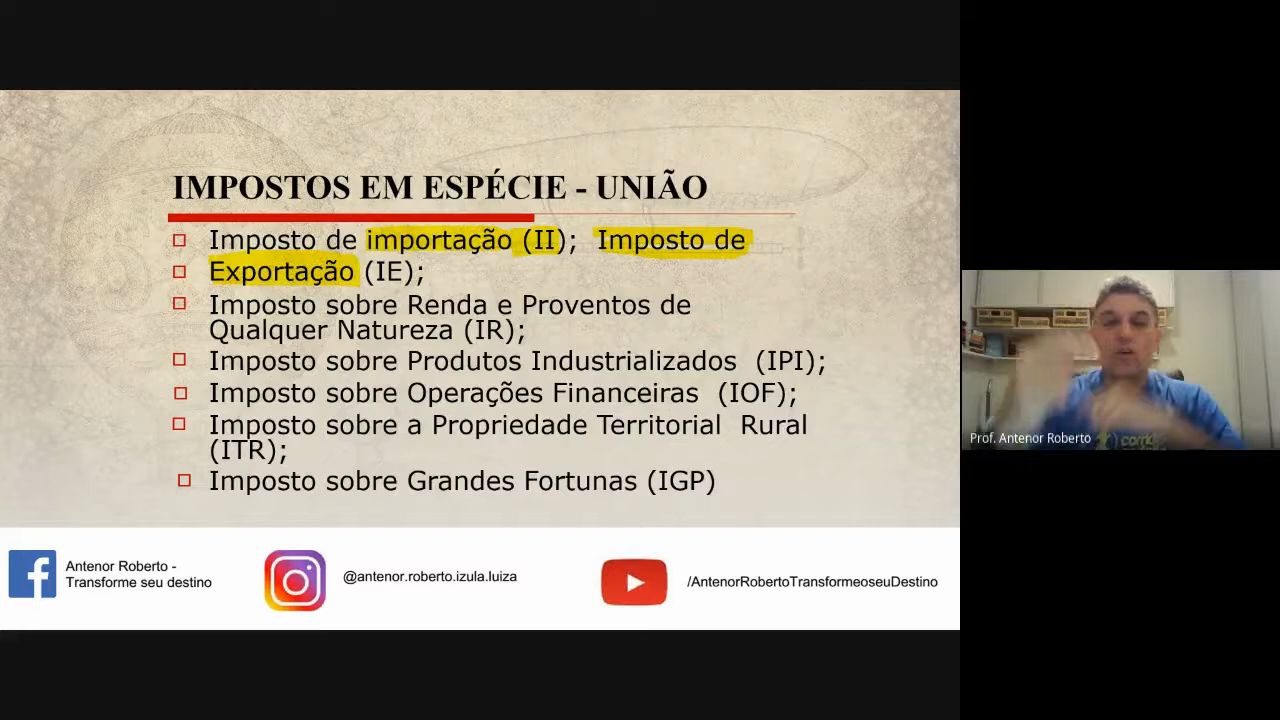 IMPOSTOS EM ESPÉCIE - UNIÃO
Imposto de importação (II); Imposto de
Exportação (IE);
Imposto sobre Renda e Proventos de
Qualquer Natureza (IR);
Imposto sobre Produtos Industrializados (IPI);
Imposto sobre Operações Financeiras (IOF);
Imposto sobre a Propriedade Territorial Rural
(ITR);
Imposto sobre Grandes Fortunas (IGP)
Antenor Roberto -
Transforme seu destino
@antenor.roberto.izula.luiza
/AntenorRobertoTransformeoseuDestino
Prof. Antenor Roberto